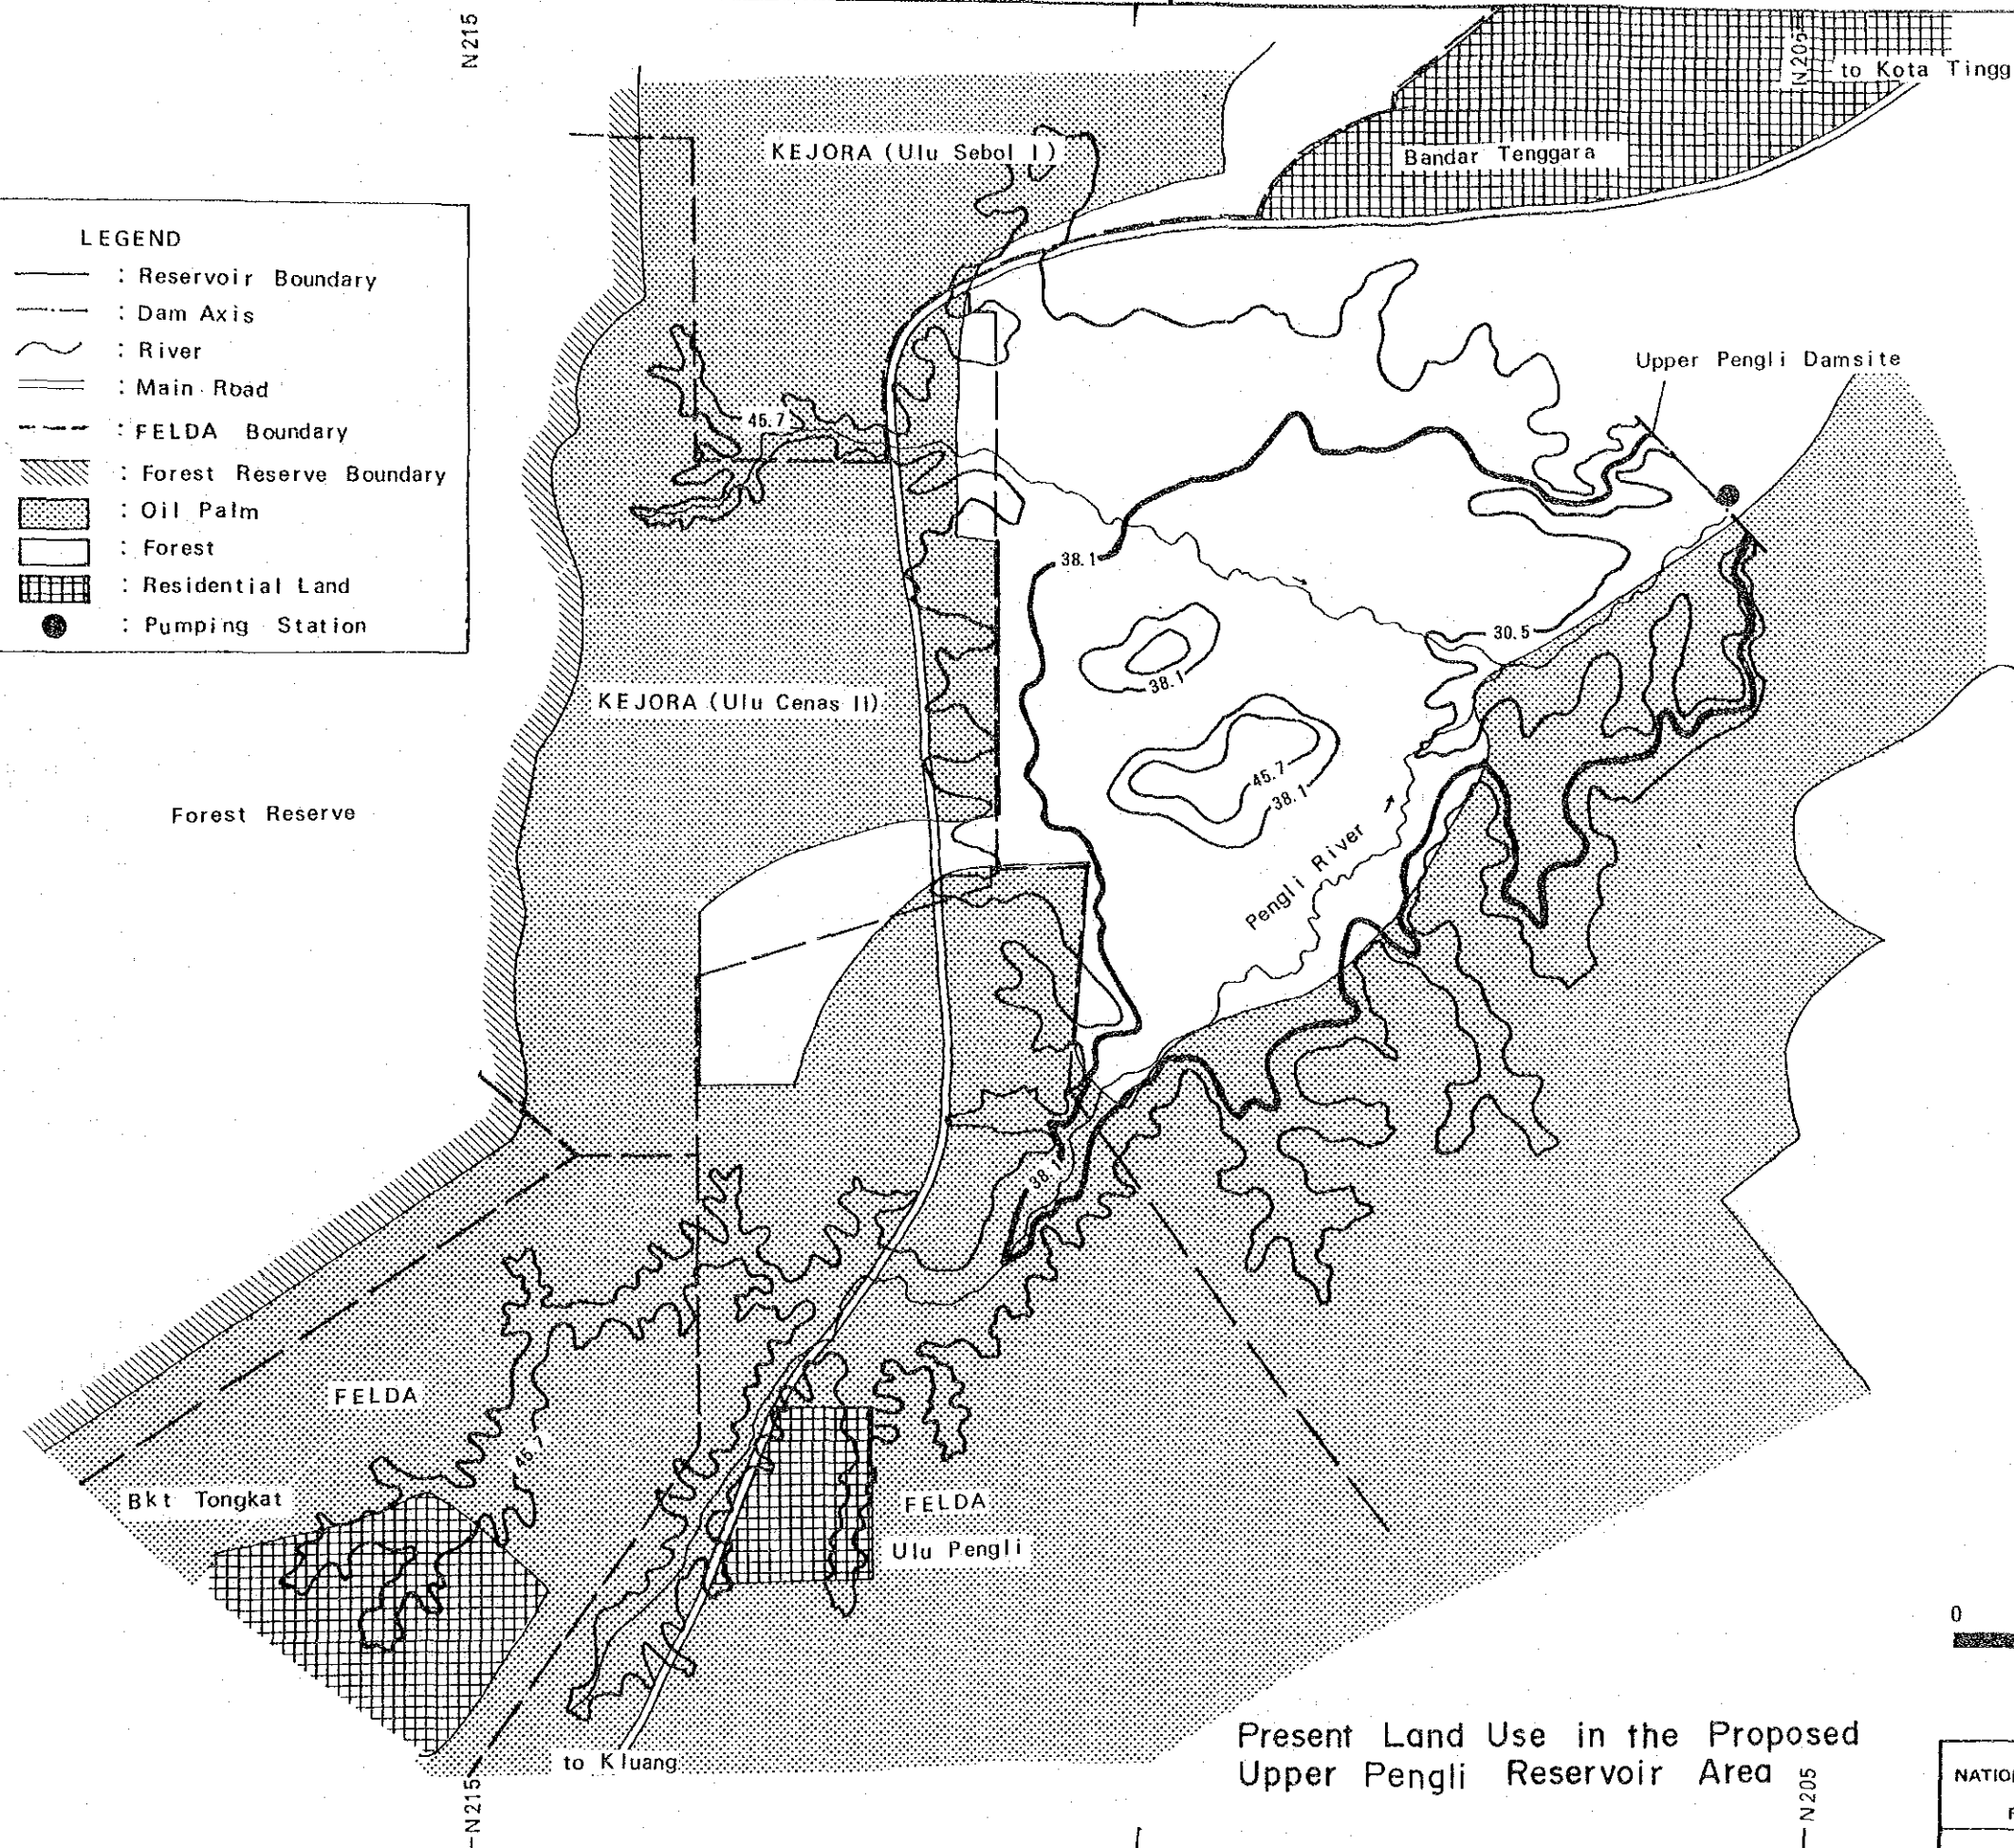 N215
N205
to Kota Tingg
KEJORA (Ulu Sebol I)
Bandar Tenggara
LEGEND
: Reservoir Boundary
: Dam Axis
: River
: Main Road
: FELDA Boundary
: Forest Reserve Boundary
: Oil Palm
: Forest
: Residential Land
: Pumping Station
Upper Pengli Damsite
45.7
38.1
30.5
38.1
KEJORA (Ulu Cenas II)
45.7
38.1
Forest Reserve
Pengli River
38.1
FELDA
45.7
Bkt Tongkat
FELDA
Ulu Pengli
0
to Kluang
Present Land Use in the Proposed
Upper Pengli Reservoir Area
N215
N205
NATIO
F